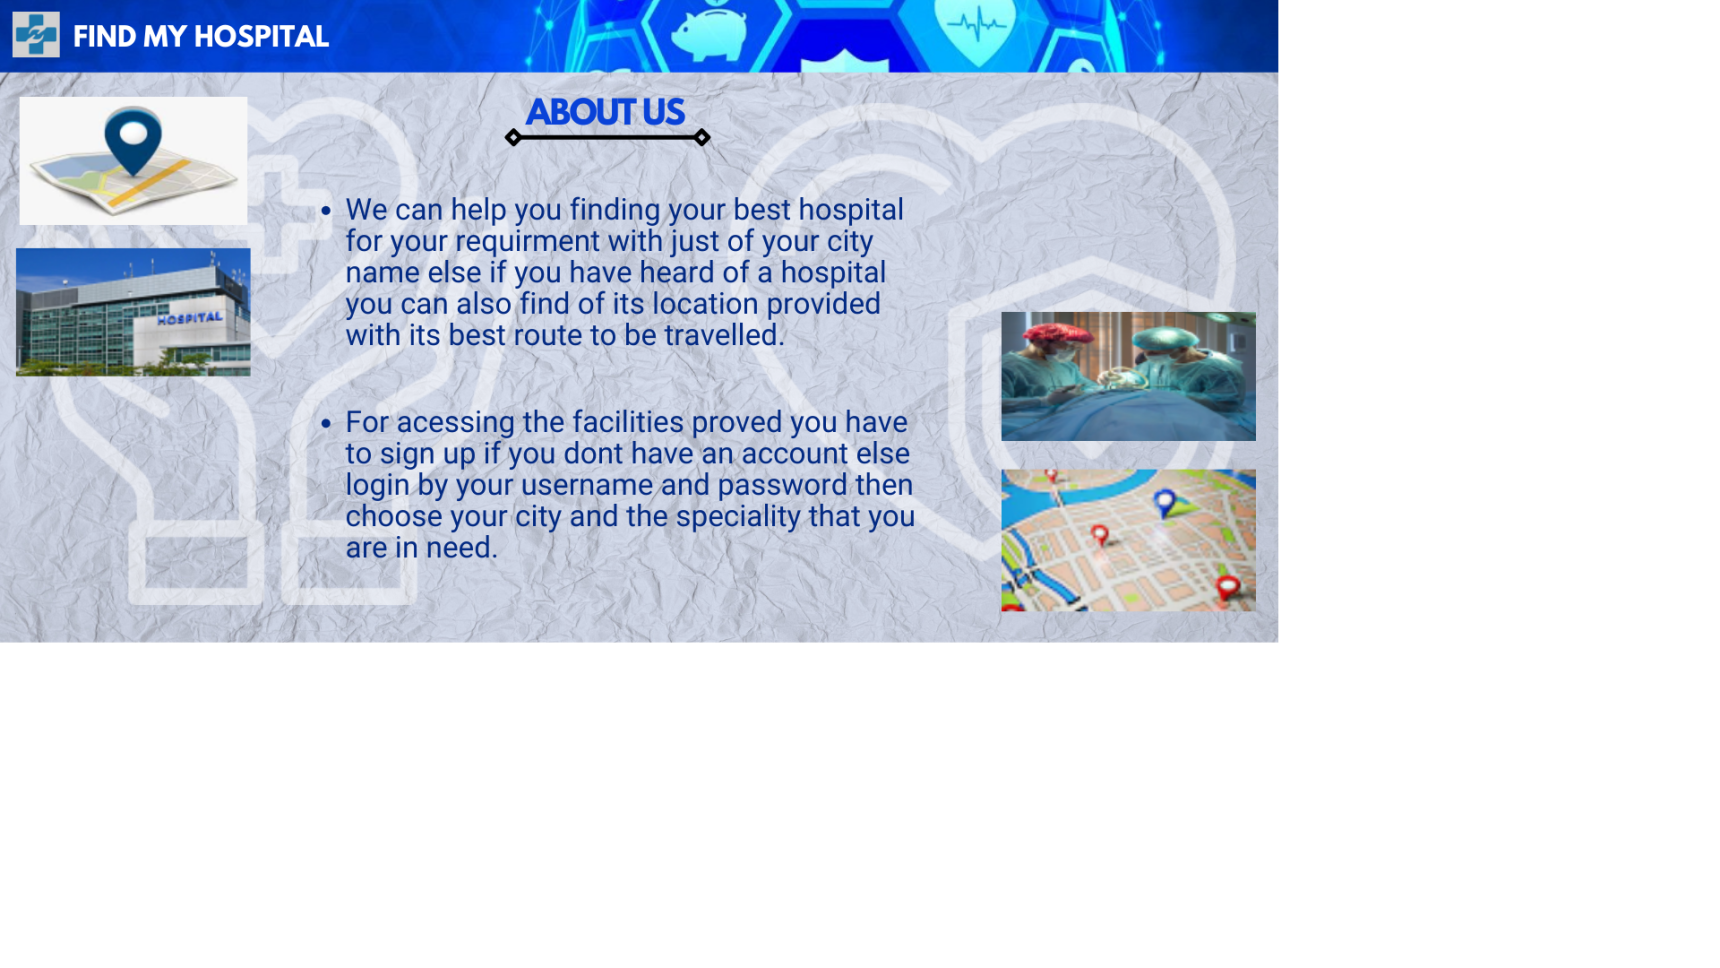 FIND MY HOSPITAL
ABOUT US
• We can help you finding your best hospital
for your requirment with just of your city
name else if you have heard of a hospital
you can also find of its location provided
with its best route to be travelled.
• For acessing the facilities proved you have
to sign up if you dont have an account else
login by your username and password then
choose your city and the speciality that you
are in need.
HOSPITAL